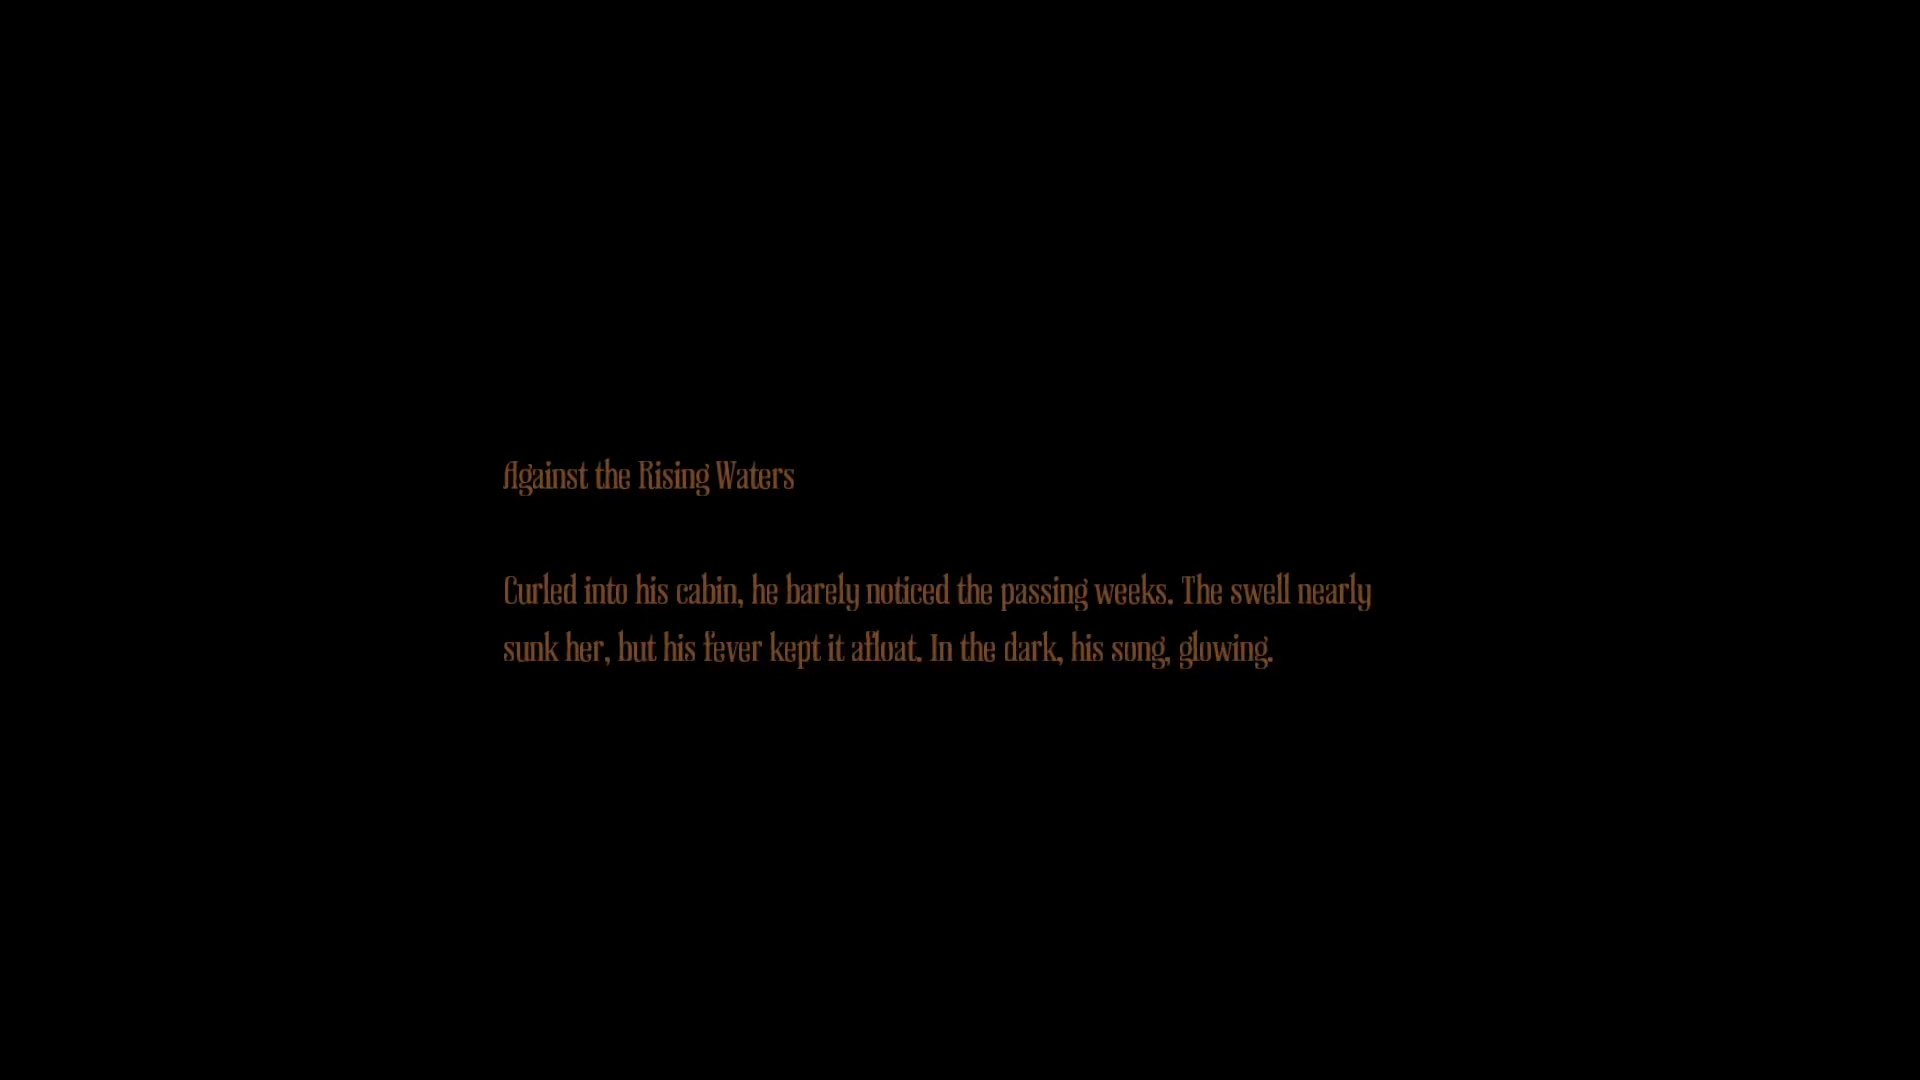 Against the Rising Waters
Curled into his cabin, he barely noticed the passing weeks. The swell nearly
sunk her, but his fever kept it afloat. In the dark, his song, glowing.